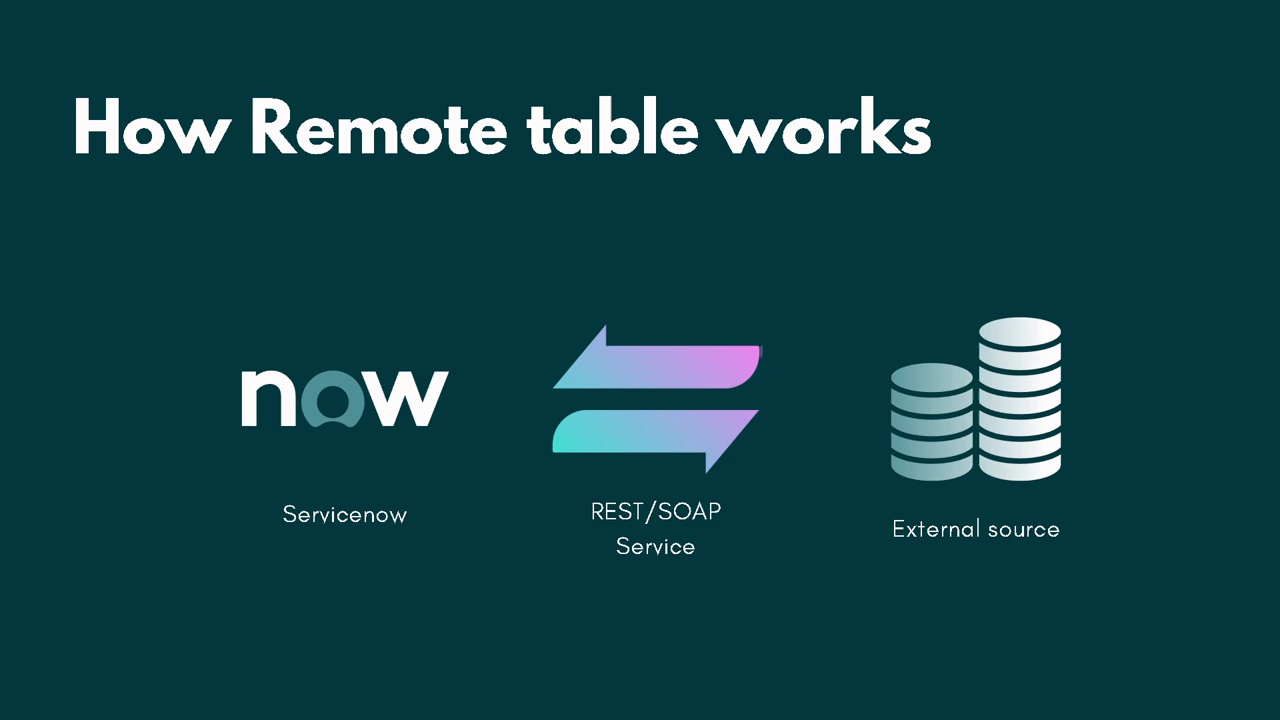 How Remote table works
now
Servicenow
REST/SOAP
Service
External source